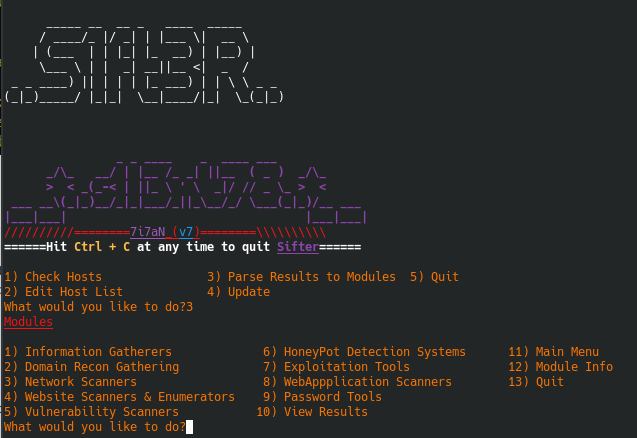 7i7aN_(v7)
======Hit Ctrl + C at any time to quit Sifter======
1) Check Hosts 3) Parse Results to Modules 5) Quit
2) Edit Host List 4) Update
What would you like to do?3
Modules
1) Information Gatherers 6) HoneyPot Detection Systems 11) Main Menu
2) Domain Recon Gathering 7) Exploitation Tools 12) Module Info
3) Network Scanners 8) WebAppplication Scanners 13) Quit
4) Website Scanners & Enumerators 9) Password Tools
5) Vulnerability Scanners 10) View Results
What would you like to do?